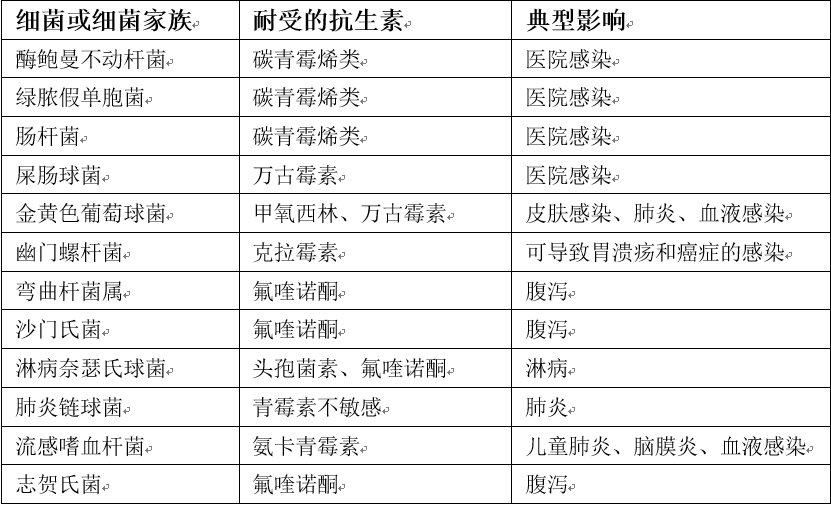 细菌或细菌家族 耐受的抗生素 典型影响
酶鲍曼不动杆菌 碳青霉烯类 医院感染
绿脓假单胞菌 碳青霉烯类 医院感染
肠杆菌 碳青霉烯类 医院感染
屎肠球菌 万古霉素 医院感染
金黄色葡萄球菌 甲氧西林、万古霉素 皮肤感染、肺炎、血液感染
幽门螺杆菌 克拉霉素 可导致胃溃疡和癌症的感染
弯曲杆菌属 氟喹诺酮 腹泻
沙门氏菌 氟喹诺酮 腹泻
淋病奈瑟氏球菌 头孢菌素、氟喹诺酮 淋病
肺炎链球菌 青霉素不敏感 肺炎
流感嗜血杆菌 氨卡青霉素 儿童肺炎、脑膜炎、血液感染
志贺氏菌 氟喹诺酮 腹泻